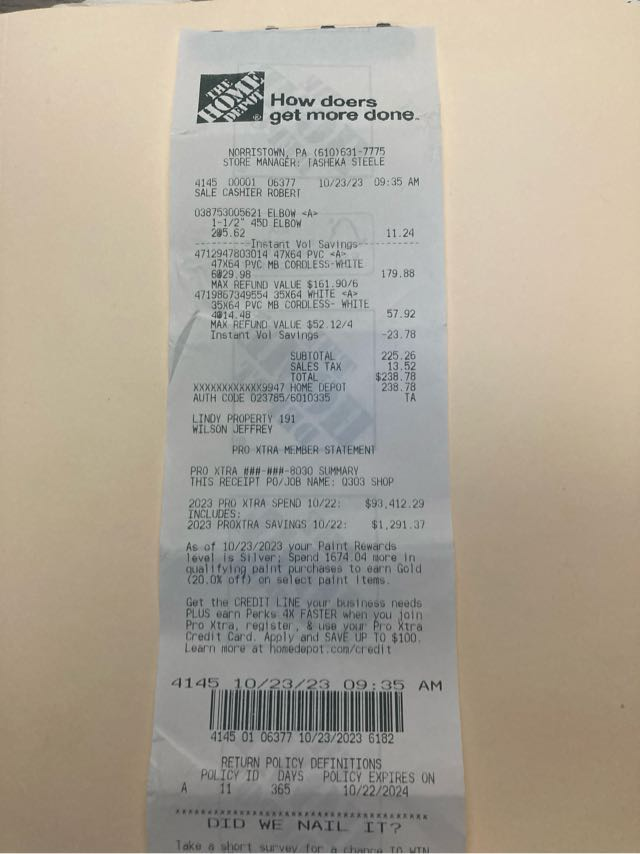 THE
HOME
DEPOT
®
How doers
get more done.™
NORRISTOWN, PA (610)631-7775
STORE MANAGER: TASHEKA STEELE
4145 00001 06377 10/23/23 09:35 AM
SALE CASHIER ROBERT
038753005621 ELBOW <A>
1-1/2" 45D ELBOW
2@5.62 11.24
----------Instant Vol Savings----------
4712947803014 47X64 PVC <A>
47X64 PVC MB CORDLESS-WHITE
6@29.98 179.88
MAX REFUND VALUE $161.90/6
4719867349554 35X64 WHITE <A>
35X64 PVC MB CORDLESS- WHITE
4@14.48 57.92
MAX REFUND VALUE $52.12/4
Instant Vol Savings -23.78
SUBTOTAL 225.26
SALES TAX 13.52
TOTAL $238.78
XXXXXXXXXXXX9947 HOME DEPOT 238.78
AUTH CODE 023785/6010335 TA
LINDY PROPERTY 191
WILSON JEFFREY
PRO XTRA MEMBER STATEMENT
PRO XTRA ###-###-8030 SUMMARY
THIS RECEIPT PO/JOB NAME: Q303 SHOP
2023 PRO XTRA SPEND 10/22: $93,412.29
INCLUDES:
2023 PROXTRA SAVINGS 10/22: $1,291.37
As of 10/23/2023 your Paint Rewards
level is Silver; Spend 1674.04 more in
qualifying paint purchases to earn Gold
(20.0% off) on select paint items.
Get the CREDIT LINE your business needs
PLUS earn Perks 4X FASTER when you join
Pro Xtra, register, & use your Pro Xtra
Credit Card. Apply and SAVE UP TO $100.
Learn more at homedepot.com/credit
4145 10/23/23 09:35 AM
4145 01 06377 10/23/2023 6182
RETURN POLICY DEFINITIONS
POLICY ID DAYS POLICY EXPIRES ON
A 11 365 10/22/2024
DID WE NAIL IT?
Take a short survey for a chance TO WIN